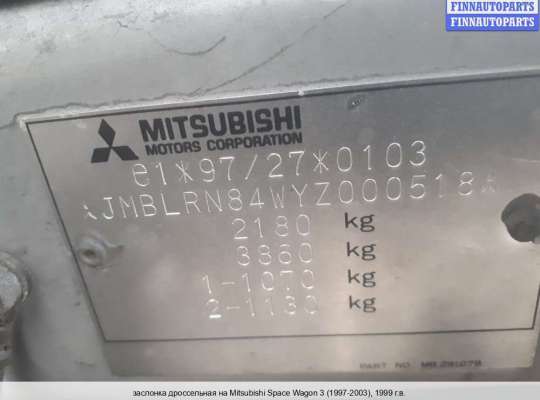 FINNAUTOPARTS
FINNAUTOPARTS
FINNAUTOPARTS
MITSUBISHI
MOTORS CORPORATION
e1*97/27*0103
*JMBLRN84WYZ000518*
2180 kg
3860 kg
1-1070 kg
2-1130 kg
PART NO
заслонка дроссельная на Mitsubishi Space Wagon 3 (1997-2003), 1999 г.в.